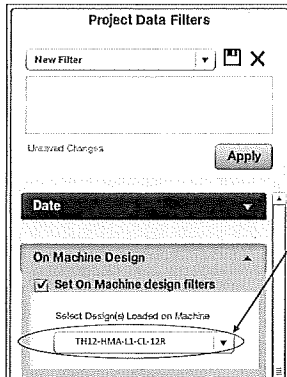 Project Data Filters
New Filter
Unsaved Changes
Apply
Date
On Machine Design
Set On Machine design filters
Select Design(s) Loaded on Machine
TH12-HMA-L1-CL-12R